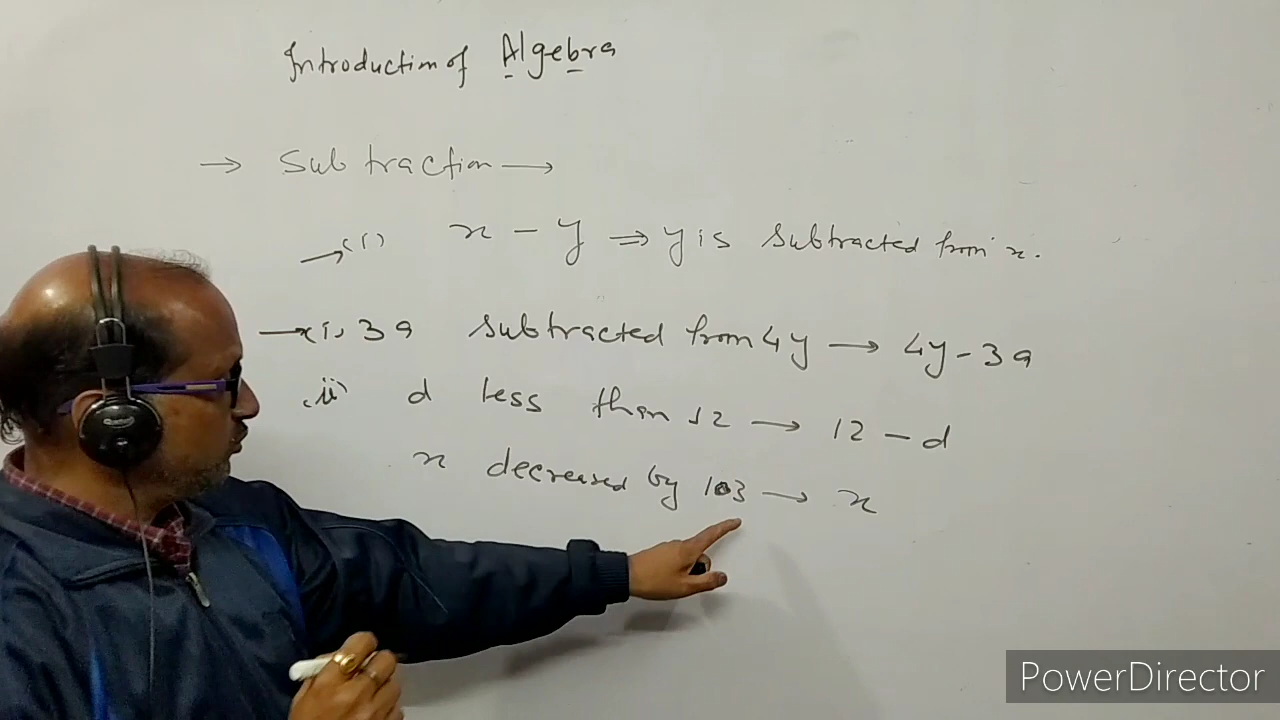 Introduction of Algebra
→ Subtraction →
→ (i) x - y ⇒ y is subtracted from x.
→ (i) 3a subtracted from 4y → 4y - 3a
(ii) d less than 12 → 12 - d
x decreased by 103 → x
PowerDirector